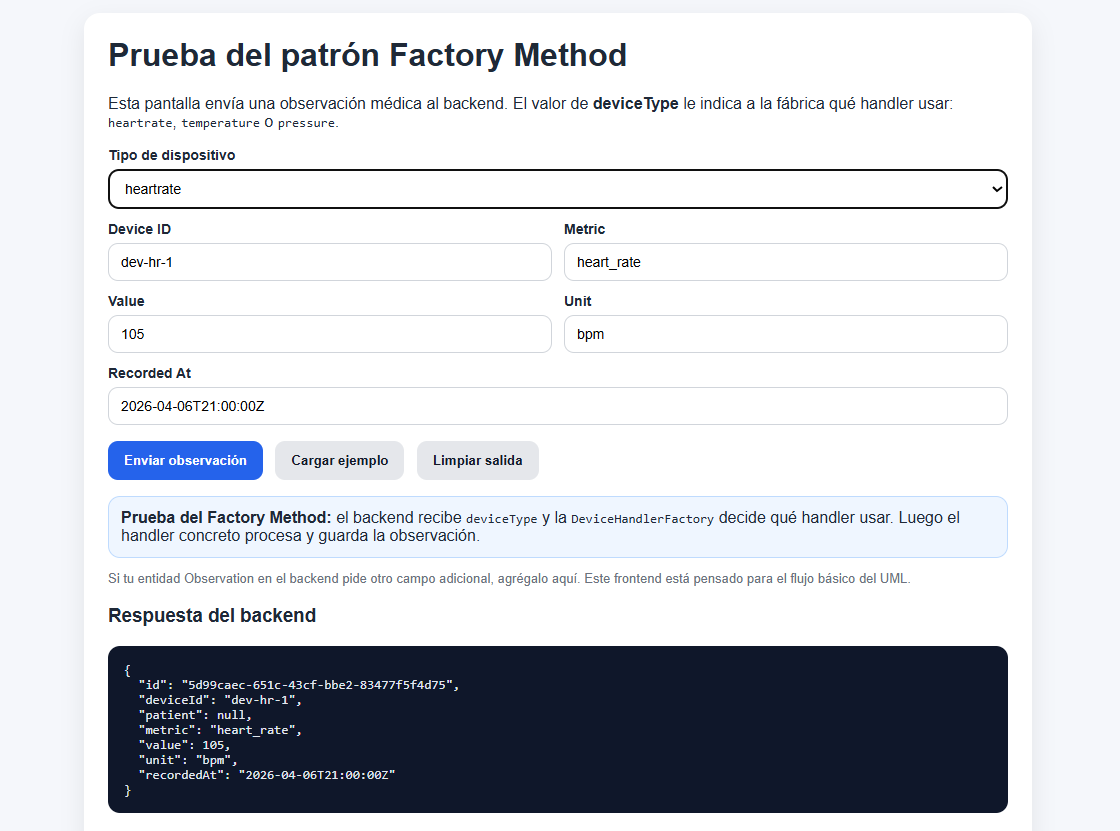 Prueba del patrón Factory Method
Esta pantalla envía una observación médica al backend. El valor de deviceType le indica a la fábrica qué handler usar:
heartrate, temperature O pressure.
Tipo de dispositivo
heartrate
Device ID
Metric
dev-hr-1
heart_rate
Value
Unit
105
bpm
Recorded At
2026-04-06T21:00:00Z
Enviar observación
Cargar ejemplo
Limpiar salida
Prueba del Factory Method: el backend recibe deviceType y la DeviceHandlerFactory decide qué handler usar. Luego el
handler concreto procesa y guarda la observación.
Si tu entidad Observation en el backend pide otro campo adicional, agrégalo aquí. Este frontend está pensado para el flujo básico del UML.
Respuesta del backend
{
  "id": "5d99caec-651c-43cf-bbe2-83477f5f4d75",
  "deviceId": "dev-hr-1",
  "patient": null,
  "metric": "heart_rate",
  "value": 105,
  "unit": "bpm",
  "recordedAt": "2026-04-06T21:00:00Z"
}